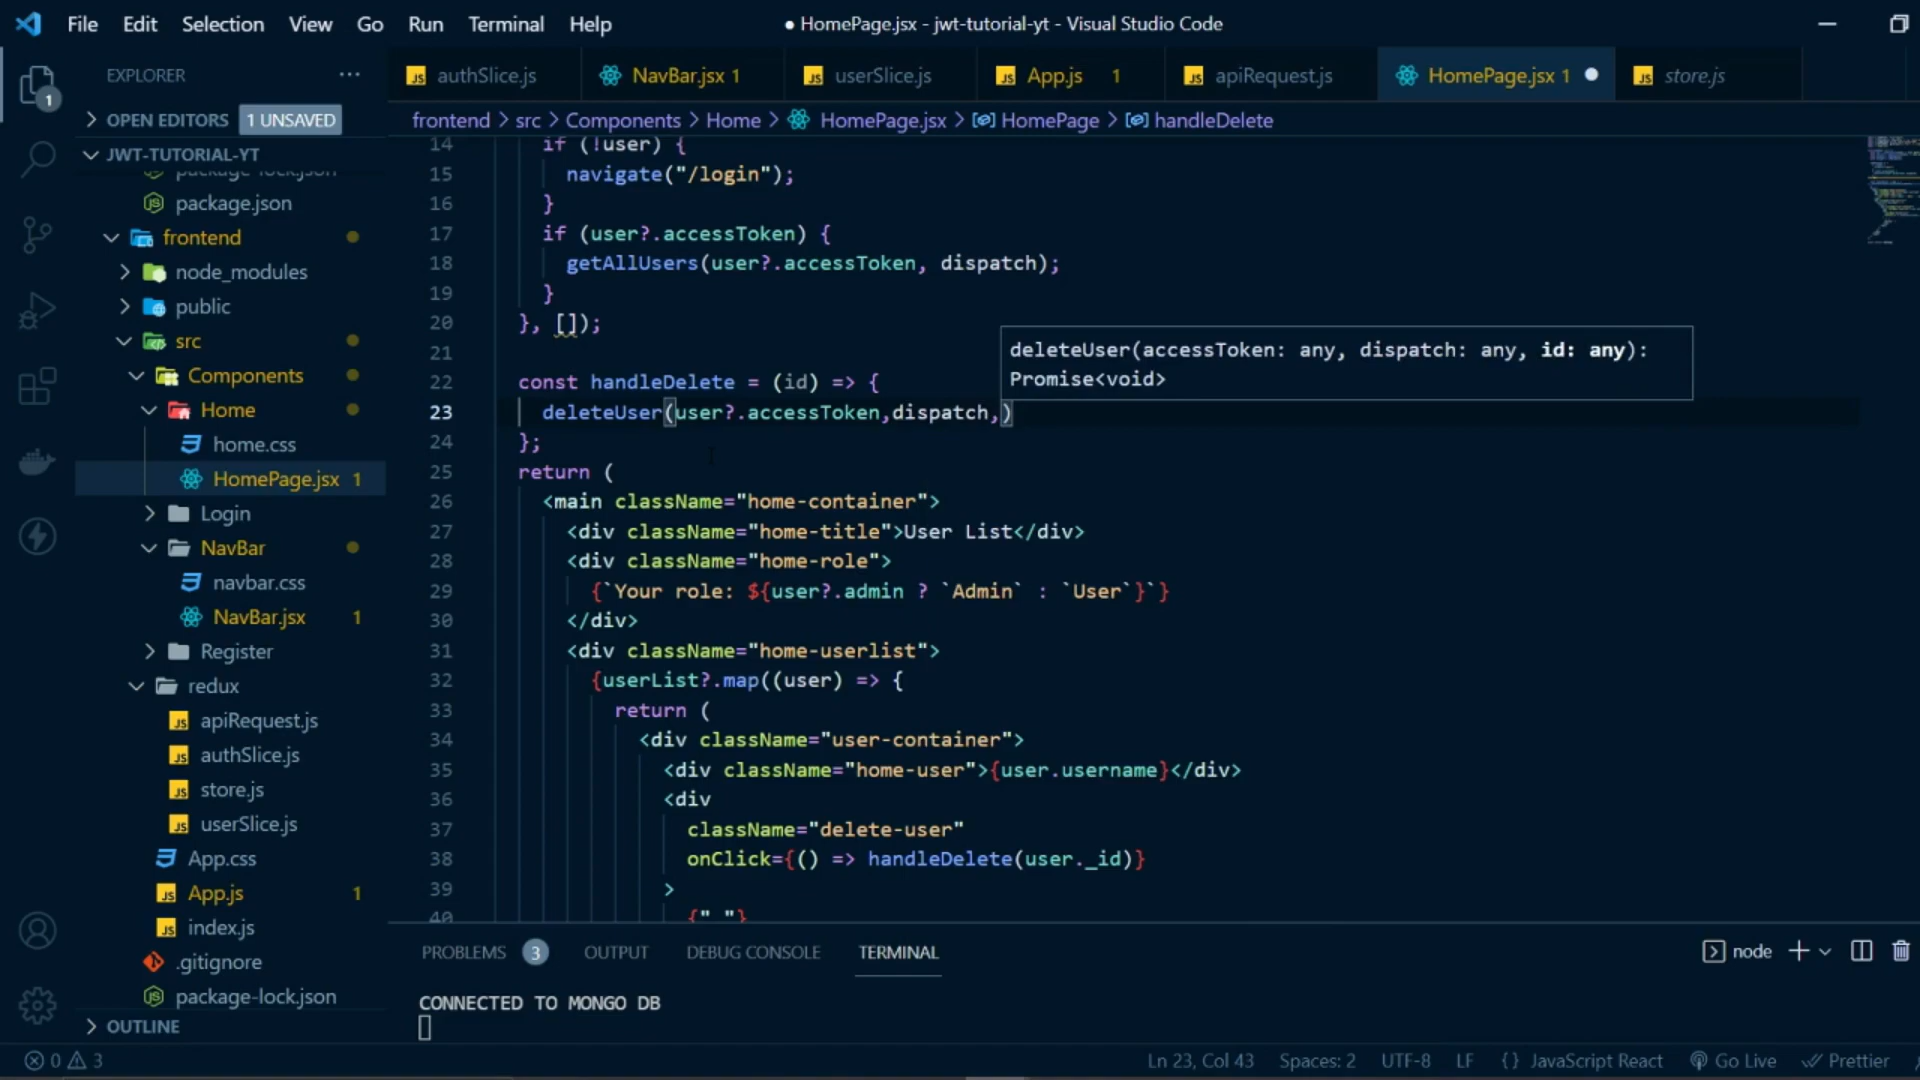 File Edit Selection View Go Run Terminal Help
● HomePage.jsx - jwt-tutorial-yt - Visual Studio Code
EXPLORER
authSlice.js
NavBar.jsx 1
userSlice.js
App.js 1
apiRequest.js
HomePage.jsx 1
store.js
OPEN EDITORS 1 UNSAVED
frontend > src > Components > Home > HomePage.jsx > HomePage > handleDelete
JWT-TUTORIAL-YT
package-lock.json
package.json
frontend
node_modules
public
src
Components
Home
home.css
HomePage.jsx 1
Login
NavBar
navbar.css
NavBar.jsx 1
Register
redux
apiRequest.js
authSlice.js
store.js
userSlice.js
App.css
App.js 1
index.js
.gitignore
package-lock.json
OUTLINE
14 if (!user) {
15 navigate("/login");
16 }
17 if (user?.accessToken) {
18 getAllUsers(user?.accessToken, dispatch);
19 }
20 }, []);
21
22 const handleDelete = (id) => {
23 deleteUser(user?.accessToken,dispatch,)
24 };
25 return (
26 <main className="home-container">
27 <div className="home-title">User List</div>
28 <div className="home-role">
29 {`Your role: ${user?.admin ? `Admin` : `User`}`}
30 </div>
31 <div className="home-userlist">
32 {userList?.map((user) => {
33 return (
34 <div className="user-container">
35 <div className="home-user">{user.username}</div>
36 <div
37 className="delete-user"
38 onClick={() => handleDelete(user._id)}
39 >
40 {" "}
deleteUser(accessToken: any, dispatch: any, id: any):
Promise<void>
PROBLEMS 3 OUTPUT DEBUG CONSOLE TERMINAL
node
CONNECTED TO MONGO DB
0 3
Ln 23, Col 43 Spaces: 2 UTF-8 LF {} JavaScript React Go Live Prettier